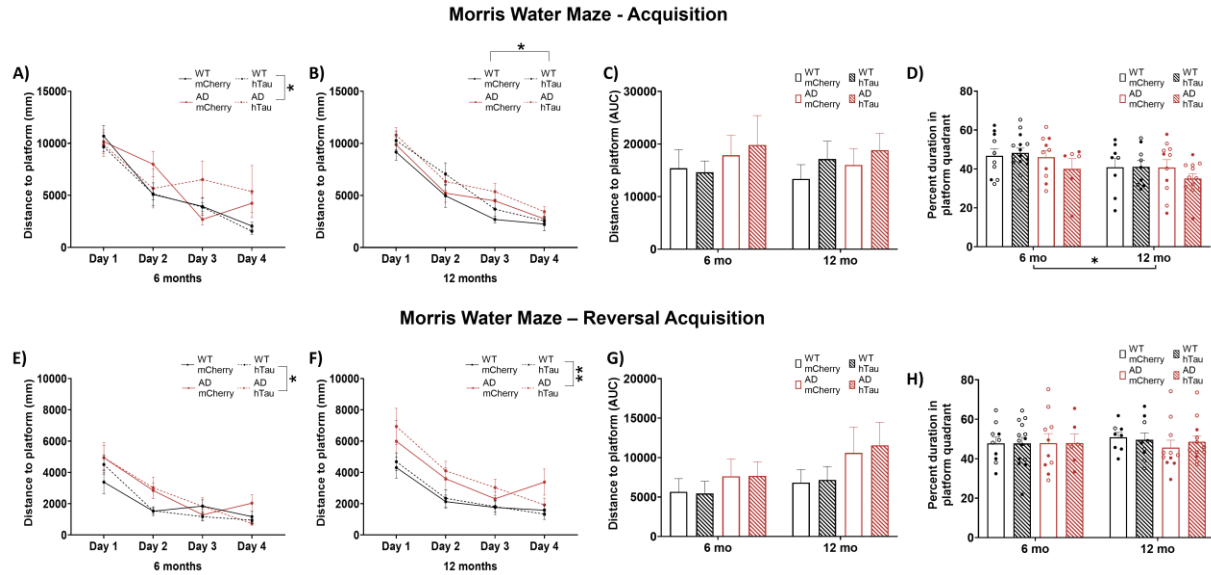 Morris Water Maze - Acquisition
A)
WT mCherry
WT hTau
AD mCherry
AD hTau
*
Distance to platform (mm)
15000
10000
5000
0
Day 1 Day 2 Day 3 Day 4
6 months
B)
*
WT mCherry
WT hTau
AD mCherry
AD hTau
Distance to platform (mm)
15000
10000
5000
0
Day 1 Day 2 Day 3 Day 4
12 months
C)
WT mCherry
WT hTau
AD mCherry
AD hTau
Distance to platform (AUC)
30000
20000
10000
0
6 mo 12 mo
D)
WT mCherry
WT hTau
AD mCherry
AD hTau
Percent duration in
platform quadrant
80
60
40
20
0
6 mo 12 mo
*
Morris Water Maze – Reversal Acquisition
E)
WT mCherry
WT hTau
AD mCherry
AD hTau
*
Distance to platform (mm)
10000
8000
6000
4000
2000
0
Day 1 Day 2 Day 3 Day 4
6 months
F)
WT mCherry
WT hTau
AD mCherry
AD hTau
**
Distance to platform (mm)
10000
8000
6000
4000
2000
0
Day 1 Day 2 Day 3 Day 4
12 months
G)
WT mCherry
WT hTau
AD mCherry
AD hTau
Distance to platform (AUC)
20000
15000
10000
5000
0
6 mo 12 mo
H)
WT mCherry
WT hTau
AD mCherry
AD hTau
Percent duration in
platform quadrant
80
60
40
20
0
6 mo 12 mo